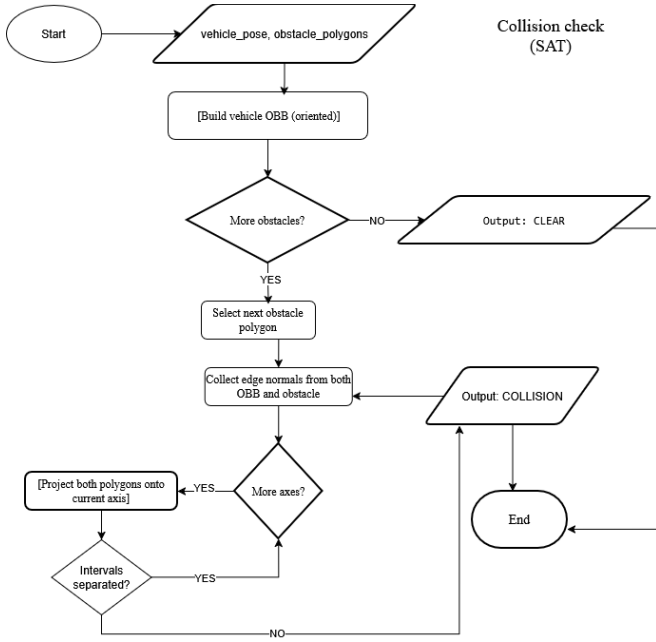 Start
vehicle_pose, obstacle_polygons
Collision check
(SAT)
[Build vehicle OBB (oriented)]
More obstacles?
NO
Output: CLEAR
YES
Select next obstacle
polygon
Collect edge normals from both
OBB and obstacle
Output: COLLISION
More axes?
YES
[Project both polygons onto
current axis]
End
Intervals
separated?
YES
NO